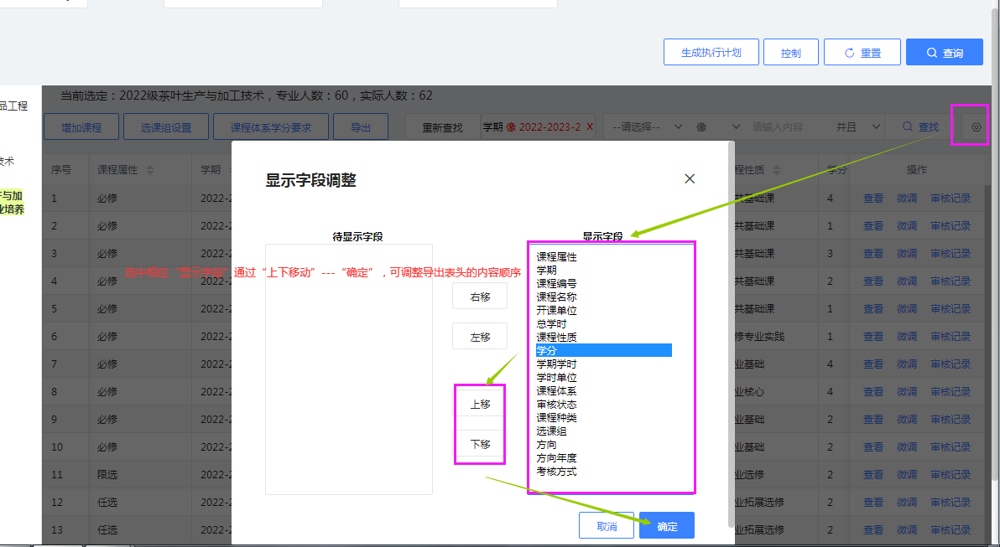 生成执行计划 控制 重置 查询
品工程
技术
产与加
业培养
当前选定：2022级茶叶生产与加工技术，专业人数：60，实际人数：62
增加课程 选课组设置 课程体系学分要求 导出 重新查找 学期 像 2022-2023-2 X --请选择-- 像 请输入内容 并且 查找
序号 课程属性 学期 程性质 学分 操作
1 必修 2022-2 共基础课 4 查看 微调 审核记录
2 必修 2022-2 共基础课 1 查看 微调 审核记录
3 必修 2022-2 共基础课 3 查看 微调 审核记录
4 必修 2022-2 共基础课 2 查看 微调 审核记录
5 必修 2022-2 共基础课 1 查看 微调 审核记录
6 必修 2022-2 修专业实践 1 查看 微调 审核记录
7 必修 2022-2 业基础 4 查看 微调 审核记录
8 必修 2022-2 业核心 4 查看 微调 审核记录
9 必修 2022-2 业基础 2 查看 微调 审核记录
10 必修 2022-2 业基础 2 查看 微调 审核记录
11 限选 2022-2 业选修 2 查看 微调 审核记录
12 任选 2022-2 业拓展选修 2 查看 微调 审核记录
13 任选 2022-2 业拓展选修 2 查看 微调 审核记录
显示字段调整
待显示字段
显示字段
选中相应“显示字段”通过“上下移动”---“确定”，可调整导出表头的内容顺序
右移
左移
上移
下移
课程属性
学期
课程编号
课程名称
开课单位
总学时
课程性质
学分
学期学时
学时单位
课程体系
审核状态
课程种类
选课组
方向
方向年度
考核方式
取消 确定